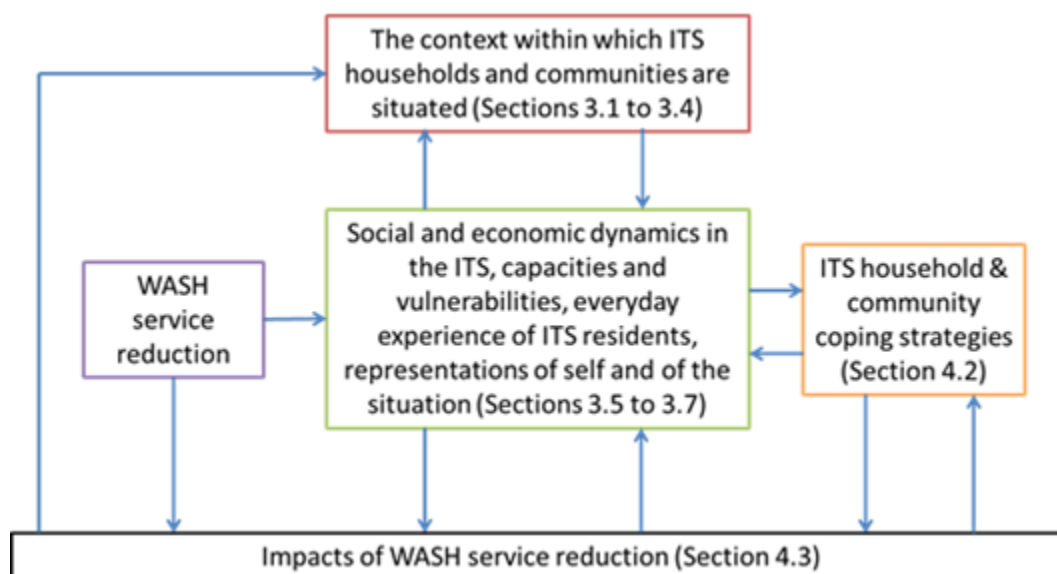 The context within which ITS
households and communities are
situated (Sections 3.1 to 3.4)
Social and economic dynamics in
the ITS, capacities and
vulnerabilities, everyday
experience of ITS residents,
representations of self and of the
situation (Sections 3.5 to 3.7)
WASH
service
reduction
ITS household &
community
coping strategies
(Section 4.2)
Impacts of WASH service reduction (Section 4.3)